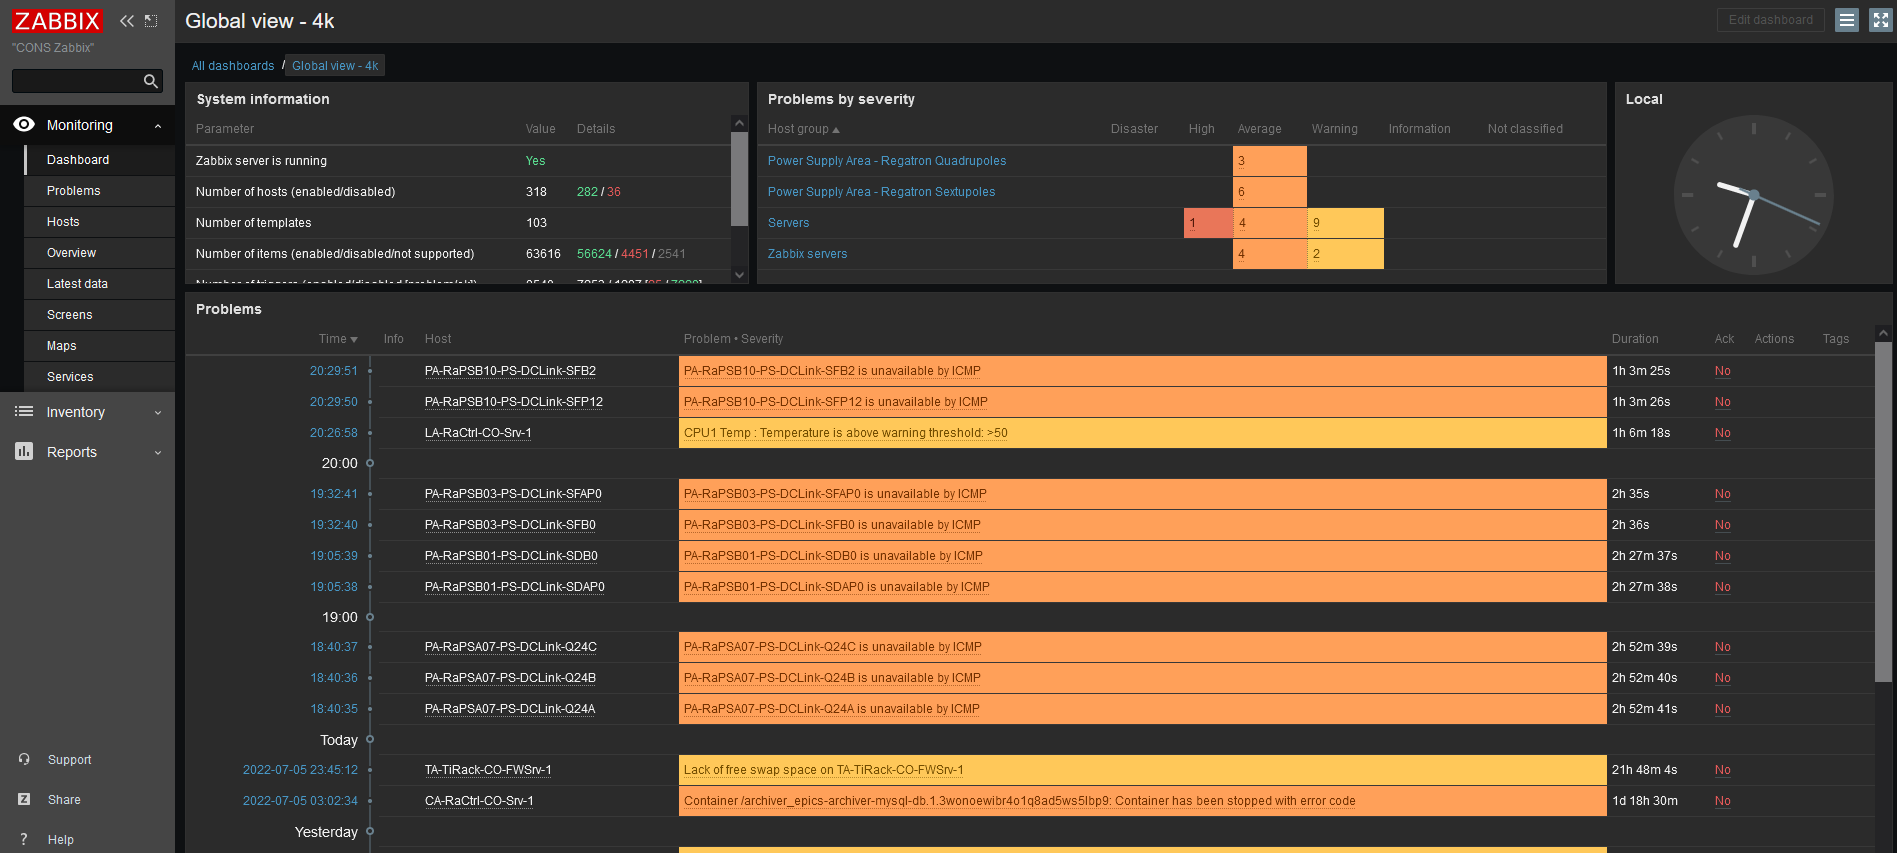 ZABBIX
"CONS Zabbix"
Monitoring
Dashboard
Problems
Hosts
Overview
Latest data
Screens
Maps
Services
Inventory
Reports
Support
Share
Help
Global view - 4k
Edit dashboard
All dashboards / Global view - 4k
System information
Parameter Value Details
Zabbix server is running Yes
Number of hosts (enabled/disabled) 318 282 / 36
Number of templates 103
Number of items (enabled/disabled/not supported) 63616 56624 / 4451 / 2541
Number of triggers (enabled/disabled [problem/ok])
Problems by severity
Host group Disaster High Average Warning Information Not classified
Power Supply Area - Regatron Quadrupoles 3
Power Supply Area - Regatron Sextupoles 6
Servers 1 4 9
Zabbix servers 4 2
Local
Problems
Time Info Host Problem • Severity Duration Ack Actions Tags
20:29:51 PA-RaPSB10-PS-DCLink-SFB2 PA-RaPSB10-PS-DCLink-SFB2 is unavailable by ICMP 1h 3m 25s No
20:29:50 PA-RaPSB10-PS-DCLink-SFP12 PA-RaPSB10-PS-DCLink-SFP12 is unavailable by ICMP 1h 3m 26s No
20:26:58 LA-RaCtrl-CO-Srv-1 CPU1 Temp : Temperature is above warning threshold: >50 1h 6m 18s No
20:00
19:32:41 PA-RaPSB03-PS-DCLink-SFAP0 PA-RaPSB03-PS-DCLink-SFAP0 is unavailable by ICMP 2h 35s No
19:32:40 PA-RaPSB03-PS-DCLink-SFB0 PA-RaPSB03-PS-DCLink-SFB0 is unavailable by ICMP 2h 36s No
19:05:39 PA-RaPSB01-PS-DCLink-SDB0 PA-RaPSB01-PS-DCLink-SDB0 is unavailable by ICMP 2h 27m 37s No
19:05:38 PA-RaPSB01-PS-DCLink-SDAP0 PA-RaPSB01-PS-DCLink-SDAP0 is unavailable by ICMP 2h 27m 38s No
19:00
18:40:37 PA-RaPSA07-PS-DCLink-Q24C PA-RaPSA07-PS-DCLink-Q24C is unavailable by ICMP 2h 52m 39s No
18:40:36 PA-RaPSA07-PS-DCLink-Q24B PA-RaPSA07-PS-DCLink-Q24B is unavailable by ICMP 2h 52m 40s No
18:40:35 PA-RaPSA07-PS-DCLink-Q24A PA-RaPSA07-PS-DCLink-Q24A is unavailable by ICMP 2h 52m 41s No
Today
2022-07-05 23:45:12 TA-TiRack-CO-FWSrv-1 Lack of free swap space on TA-TiRack-CO-FWSrv-1 21h 48m 4s No
2022-07-05 03:02:34 CA-RaCtrl-CO-Srv-1 Container /archiver_epics-archiver-mysql-db.1.3wonoewibr4o1q8ad5ws5lbp9: Container has been stopped with error code 1d 18h 30m No
Yesterday